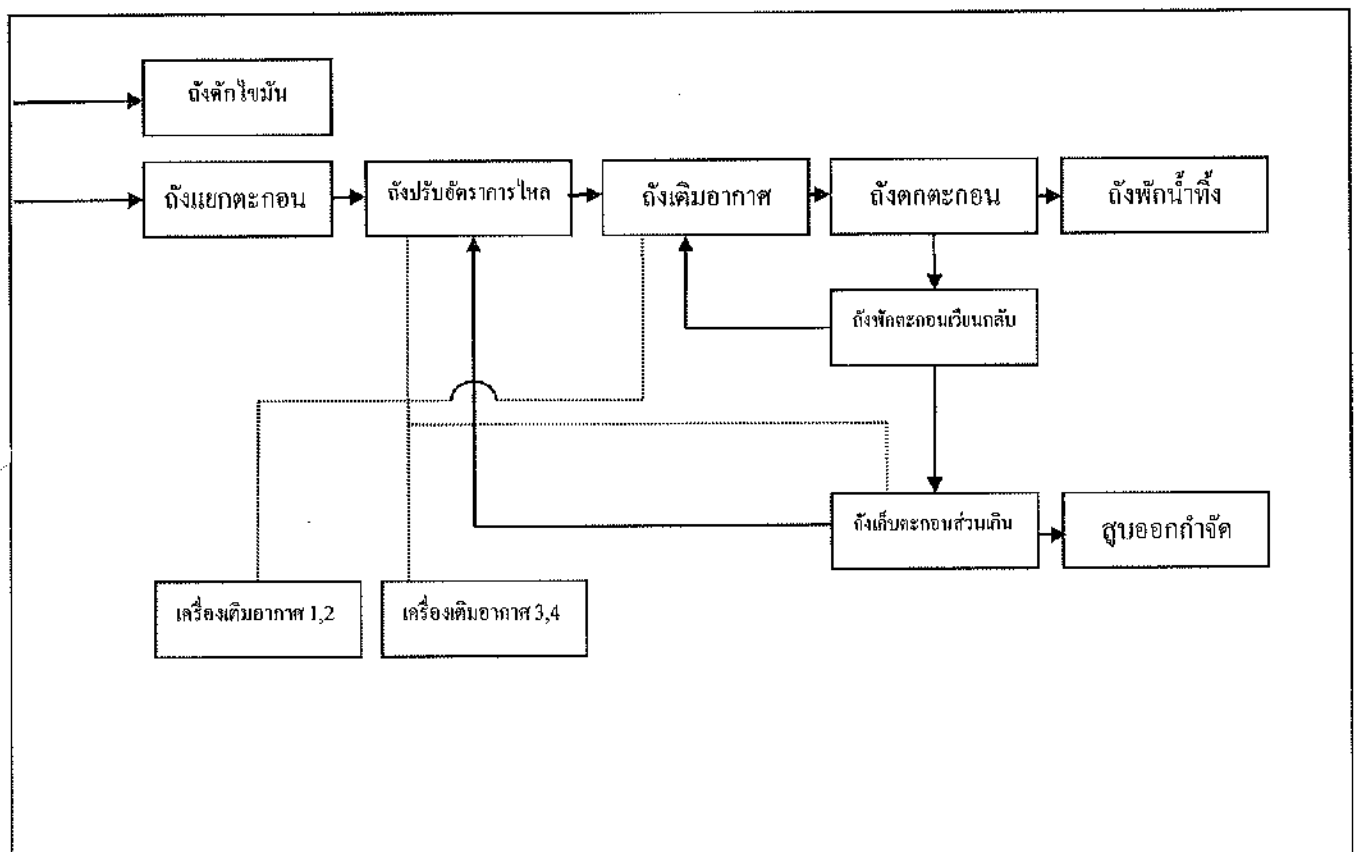 ถังดักไขมัน
ถังแยกตะกอน
ถังปรับอัตราการไหล
ถังเติมอากาศ
ถังตกตะกอน
ถังพักน้ำทิ้ง
ถังพักตะกอนเวียนกลับ
ถังเก็บตะกอนส่วนเกิน
สูบออกกำจัด
เครื่องเติมอากาศ 1,2
เครื่องเติมอากาศ 3,4